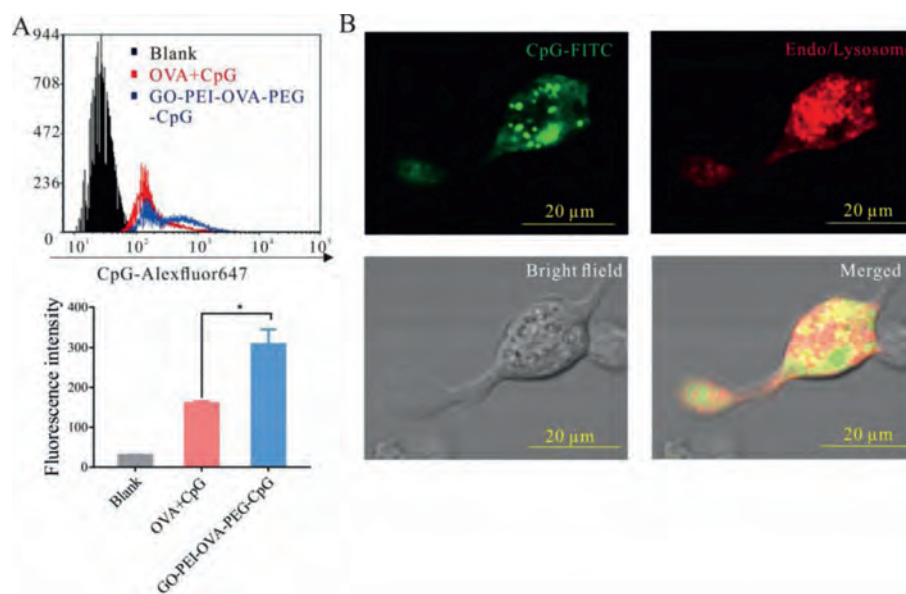 A
944
708
472
236
0
Blank
OVA+CpG
GO-PEI-OVA-PEG
-CpG
10¹ 10² 10³ 10⁴ 10⁵
CpG-Alexfluor647
Fluorescence intensity
400
300
200
100
0
*
Blank
OVA+CpG
GO-PEI-OVA-PEG-CpG
B
CpG-FITC
20 µm
Endo/Lysosome
20 µm
Bright flield
20 µm
Merged
20 µm